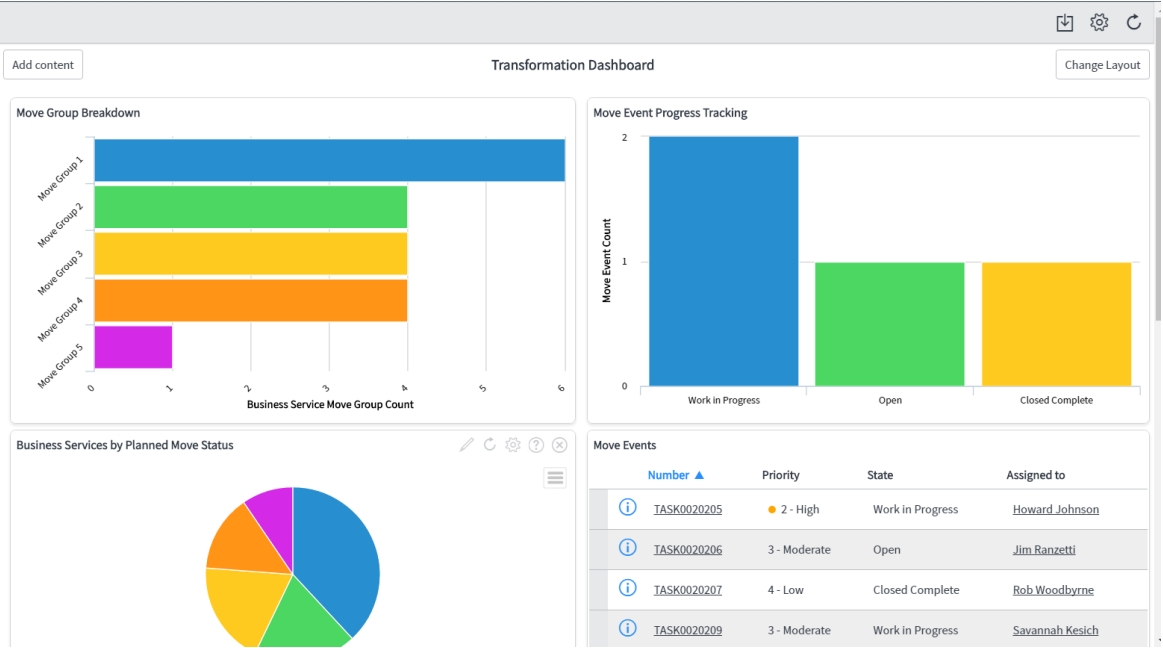 Add content
Transformation Dashboard
Change Layout
Move Group Breakdown
Move Group 1
Move Group 2
Move Group 3
Move Group 4
Move Group 5
0 1 2 3 4 5 6
Business Service Move Group Count
Move Event Progress Tracking
2
1
0
Move Event Count
Work in Progress Open Closed Complete
Business Services by Planned Move Status
Move Events
Number ▲ Priority State Assigned to
TASK0020205 2 - High Work in Progress Howard Johnson
TASK0020206 3 - Moderate Open Jim Ranzetti
TASK0020207 4 - Low Closed Complete Rob Woodbyrne
TASK0020209 3 - Moderate Work in Progress Savannah Kesich